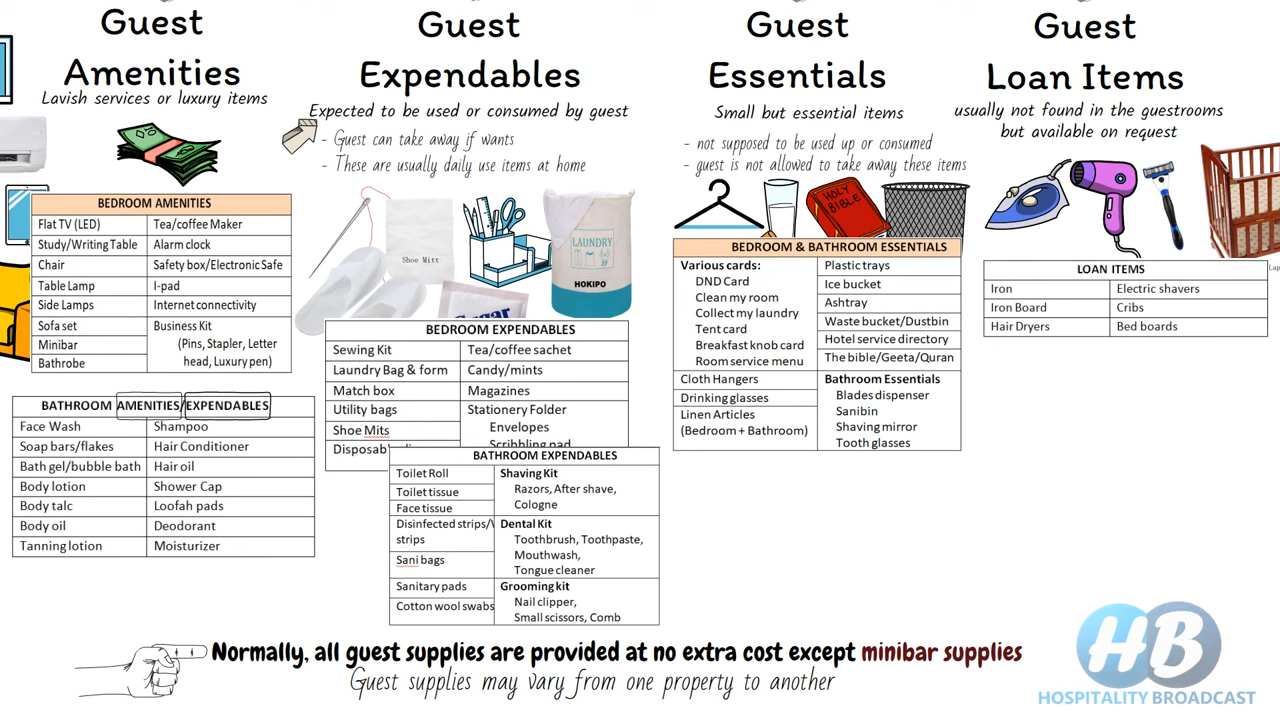 Guest
Amenities
Lavish services or luxury items
BEDROOM AMENITIES
Flat TV (LED) Tea/coffee Maker
Study/Writing Table Alarm clock
Chair Safety box/Electronic Safe
Table Lamp I-pad
Side Lamps Internet connectivity
Sofa set Business Kit
Minibar (Pins, Stapler, Letter
Bathrobe head, Luxury pen)
BATHROOM AMENITIES/EXPENDABLES
Face Wash Shampoo
Soap bars/flakes Hair Conditioner
Bath gel/bubble bath Hair oil
Body lotion Shower Cap
Body talc Loofah pads
Body oil Deodorant
Tanning lotion Moisturizer
Guest
Expendables
Expected to be used or consumed by guest
- Guest can take away if wants
- These are usually daily use items at home
Shoe Mitt
LAUNDRY
HOKIPO
Sugar
BEDROOM EXPENDABLES
Sewing Kit Tea/coffee sachet
Laundry Bag & form Candy/mints
Match box Magazines
Utility bags Stationery Folder
Shoe Mits Envelopes
Scribbling pad
BATHROOM EXPENDABLES
Toilet Roll Shaving Kit
Toilet tissue Razors, After shave,
Face tissue Cologne
Disinfected strips/ Dental Kit
strips Toothbrush, Toothpaste,
Sani bags Mouthwash,
Tongue cleaner
Sanitary pads Grooming kit
Cotton wool swabs Nail clipper,
Small scissors, Comb
Guest
Essentials
Small but essential items
- not supposed to be used up or consumed
- guest is not allowed to take away these items
HOLY
BIBLE
BEDROOM & BATHROOM ESSENTIALS
Various cards: Plastic trays
DND Card Ice bucket
Clean my room Ashtray
Collect my laundry Waste bucket/Dustbin
Tent card Hotel service directory
Breakfast knob card The bible/Geeta/Quran
Room service menu
Cloth Hangers Bathroom Essentials
Drinking glasses Blades dispenser
Linen Articles Sanibin
(Bedroom + Bathroom) Shaving mirror
Tooth glasses
Guest
Loan Items
usually not found in the guestrooms
but available on request
Lap
LOAN ITEMS
Iron Electric shavers
Iron Board Cribs
Hair Dryers Bed boards
Normally, all guest supplies are provided at no extra cost except minibar supplies
Guest supplies may vary from one property to another
HB
HOSPITALITY BROADCAST